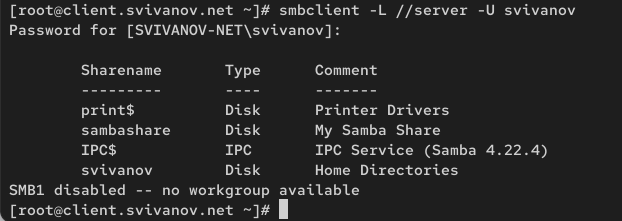 [root@client.svivanov.net ~]# smbclient -L //server -U svivanov
Password for [SVIVANOV-NET\svivanov]:
Sharename Type Comment
--------- ---- -------
print$ Disk Printer Drivers
sambashare Disk My Samba Share
IPC$ IPC IPC Service (Samba 4.22.4)
svivanov Disk Home Directories
SMB1 disabled -- no workgroup available
[root@client.svivanov.net ~]#